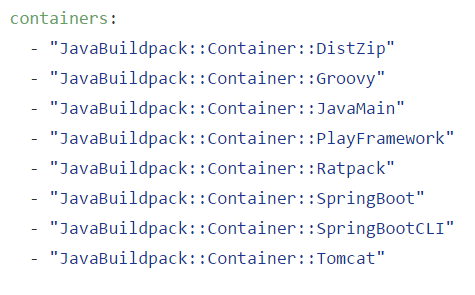 containers:
  - "JavaBuildpack::Container::DistZip"
  - "JavaBuildpack::Container::Groovy"
  - "JavaBuildpack::Container::JavaMain"
  - "JavaBuildpack::Container::PlayFramework"
  - "JavaBuildpack::Container::Ratpack"
  - "JavaBuildpack::Container::SpringBoot"
  - "JavaBuildpack::Container::SpringBootCLI"
  - "JavaBuildpack::Container::Tomcat"